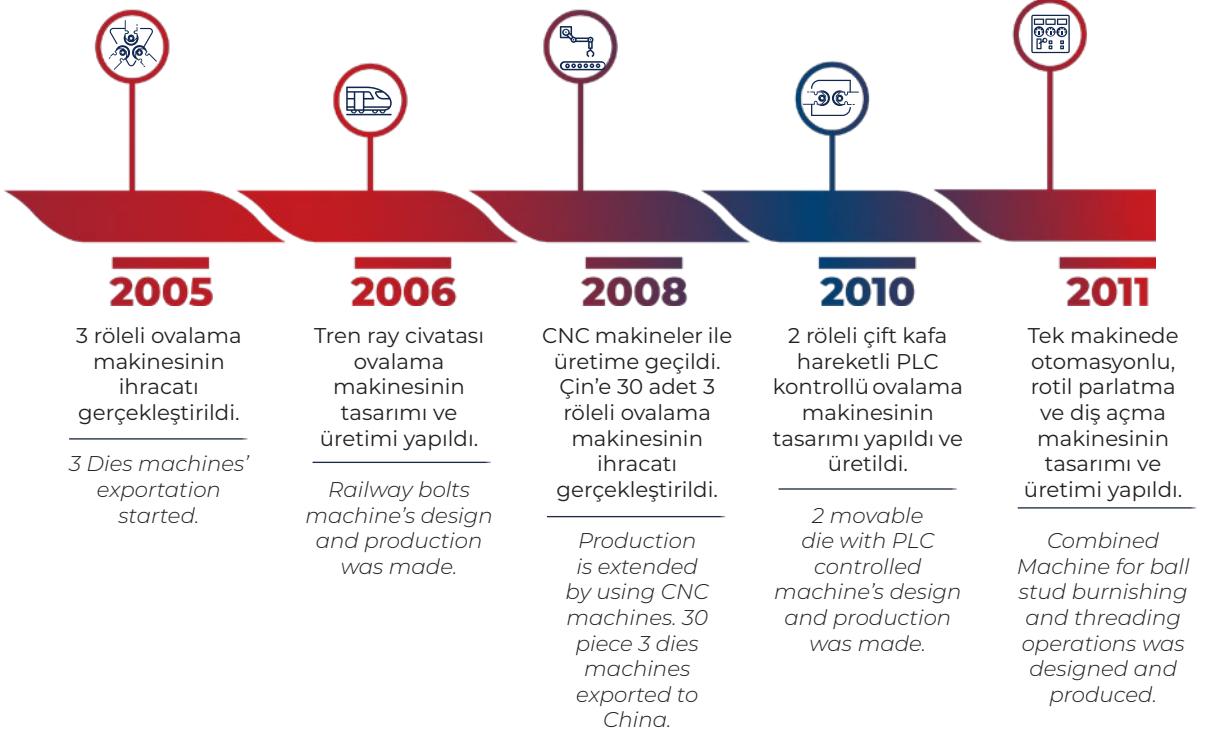 2005
3 röleli ovalama
makinesinin
ihracatı
gerçekleştirildi.
3 Dies machines’
exportation
started.
2006
Tren ray civatası
ovalama
makinesinin
tasarımı ve
üretimi yapıldı.
Railway bolts
machine’s design
and production
was made.
2008
CNC makineler ile
üretime geçildi.
Çin’e 30 adet 3
röleli ovalama
makinesinin
ihracatı
gerçekleştirildi.
Production
is extended
by using CNC
machines. 30
piece 3 dies
machines
exported to
China.
2010
2 röleli çift kafa
hareketli PLC
kontrollü ovalama
makinesinin
tasarımı yapıldı ve
üretildi.
2 movable
die with PLC
controlled
machine’s design
and production
was made.
2011
Tek makinede
otomasyonlu,
rotil parlatma
ve diş açma
makinesinin
tasarımı ve
üretimi yapıldı.
Combined
Machine for ball
stud burnishing
and threading
operations was
designed and
produced.